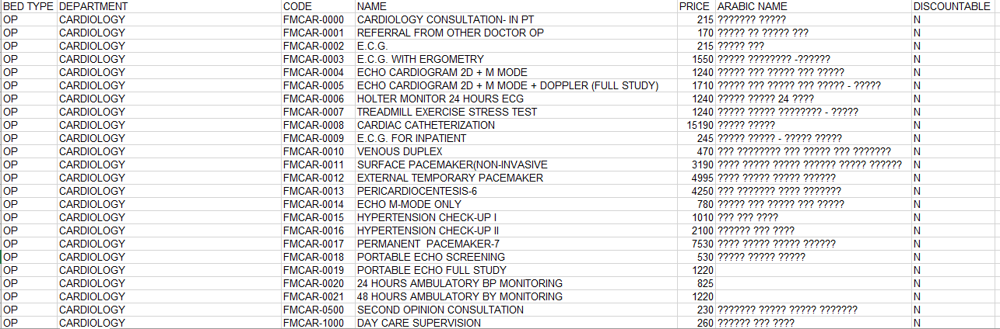 BED TYPE DEPARTMENT CODE NAME PRICE ARABIC NAME DISCOUNTABLE
OP CARDIOLOGY FMCAR-0000 CARDIOLOGY CONSULTATION- IN PT 215 ??????? ????? N
OP CARDIOLOGY FMCAR-0001 REFERRAL FROM OTHER DOCTOR OP 170 ????? ?? ????? ??? N
OP CARDIOLOGY FMCAR-0002 E.C.G. 215 ????? ??? N
OP CARDIOLOGY FMCAR-0003 E.C.G. WITH ERGOMETRY 1550 ????? ???????? -?????? N
OP CARDIOLOGY FMCAR-0004 ECHO CARDIOGRAM 2D + M MODE 1240 ????? ??? ????? ??? ????? N
OP CARDIOLOGY FMCAR-0005 ECHO CARDIOGRAM 2D + M MODE + DOPPLER (FULL STUDY) 1710 ????? ??? ????? ??? ????? - ????? N
OP CARDIOLOGY FMCAR-0006 HOLTER MONITOR 24 HOURS ECG 1240 ????? ????? 24 ???? N
OP CARDIOLOGY FMCAR-0007 TREADMILL EXERCISE STRESS TEST 1240 ????? ????? ???????? - ????? N
OP CARDIOLOGY FMCAR-0008 CARDIAC CATHETERIZATION 15190 ????? ????? N
OP CARDIOLOGY FMCAR-0009 E.C.G. FOR INPATIENT 245 ????? ????? - ????? ????? N
OP CARDIOLOGY FMCAR-0010 VENOUS DUPLEX 470 ??? ???????? ??? ????? ??? ??????? N
OP CARDIOLOGY FMCAR-0011 SURFACE PACEMAKER(NON-INVASIVE 3190 ???? ????? ????? ?????? ????? ?????? N
OP CARDIOLOGY FMCAR-0012 EXTERNAL TEMPORARY PACEMAKER 4995 ???? ????? ????? ?????? N
OP CARDIOLOGY FMCAR-0013 PERICARDIOCENTESIS-6 4250 ??? ??????? ???? ??????? N
OP CARDIOLOGY FMCAR-0014 ECHO M-MODE ONLY 780 ????? ??? ????? ??? ????? N
OP CARDIOLOGY FMCAR-0015 HYPERTENSION CHECK-UP I 1010 ??? ??? ???? N
OP CARDIOLOGY FMCAR-0016 HYPERTENSION CHECK-UP II 2100 ?????? ??? ???? N
OP CARDIOLOGY FMCAR-0017 PERMANENT PACEMAKER-7 7530 ???? ????? ????? ?????? N
OP CARDIOLOGY FMCAR-0018 PORTABLE ECHO SCREENING 530 ????? ????? ????? N
OP CARDIOLOGY FMCAR-0019 PORTABLE ECHO FULL STUDY 1220 N
OP CARDIOLOGY FMCAR-0020 24 HOURS AMBULATORY BP MONITORING 825 N
OP CARDIOLOGY FMCAR-0021 48 HOURS AMBULATORY BY MONITORING 1220 N
OP CARDIOLOGY FMCAR-0500 SECOND OPINION CONSULTATION 230 ??????? ????? ????? ??????? N
OP CARDIOLOGY FMCAR-1000 DAY CARE SUPERVISION 260 ?????? ??? ???? N